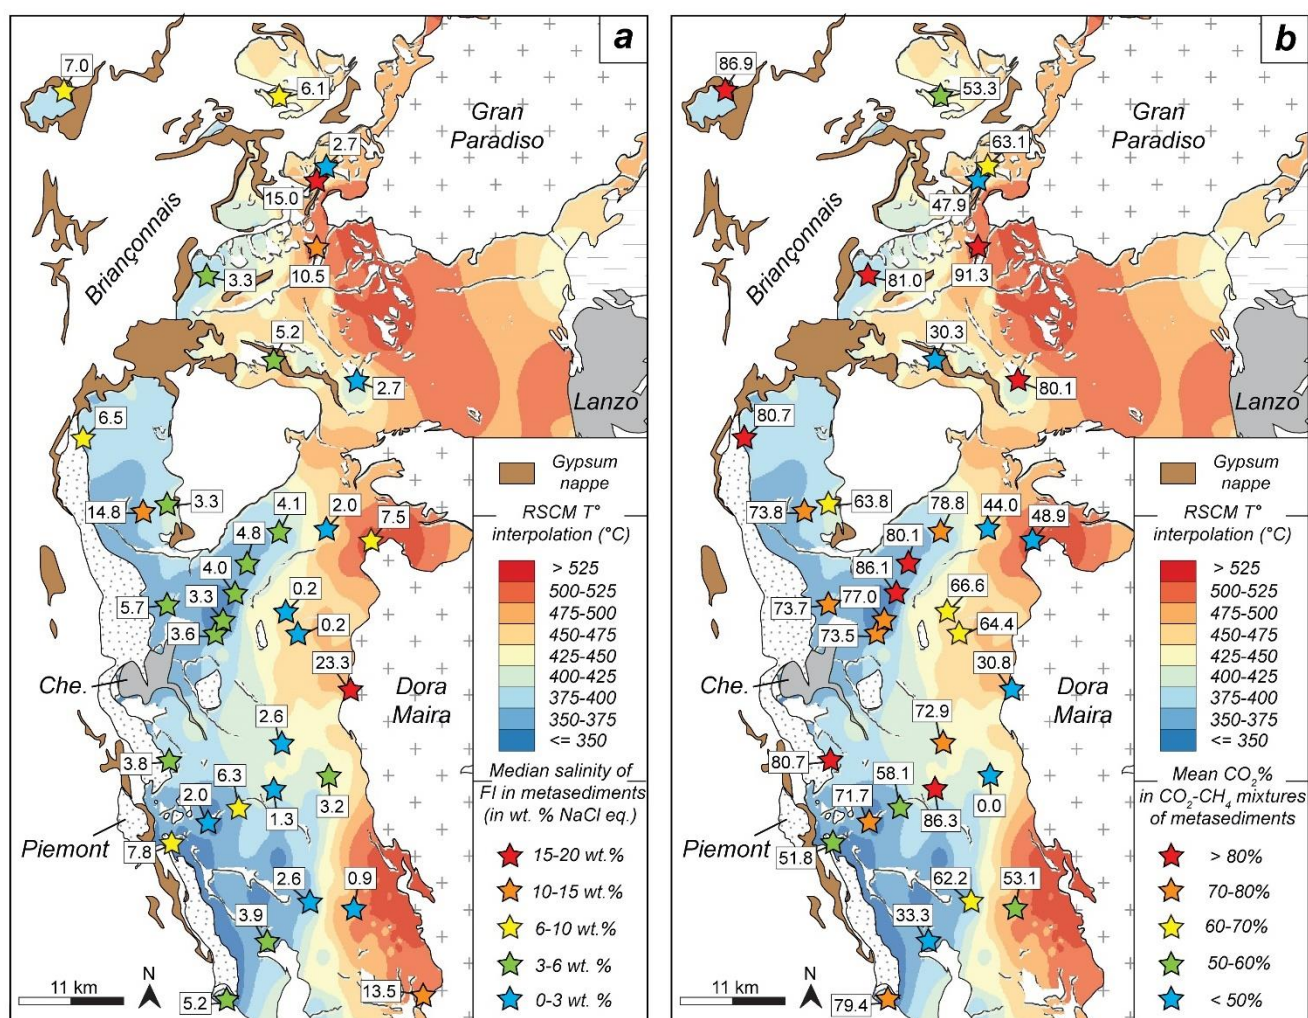 a
7.0
6.1
Gran
Paradiso
2.7
15.0
Briançonnais
3.3
10.5
5.2
2.7
Lanzo
6.5
14.8
3.3
4.1
2.0
7.5
4.8
4.0
3.3
0.2
5.7
3.6
0.2
23.3
Che.
Dora
Maira
2.6
3.8
6.3
2.0
1.3
3.2
Piemont
7.8
2.6
0.9
3.9
13.5
5.2
11 km
N
Gypsum
nappe
RSCM T°
interpolation (°C)
> 525
500-525
475-500
450-475
425-450
400-425
375-400
350-375
<= 350
Median salinity of
FI in metasediments
(in wt. % NaCl eq.)
15-20 wt.%
10-15 wt.%
6-10 wt.%
3-6 wt. %
0-3 wt. %
b
86.9
53.3
Gran
Paradiso
63.1
47.9
Briançonnais
81.0
91.3
30.3
80.1
Lanzo
80.7
73.8
63.8
78.8
44.0
48.9
80.1
86.1
66.6
73.7
77.0
73.5
64.4
30.8
Che.
Dora
Maira
72.9
80.7
58.1
71.7
86.3
0.0
Piemont
51.8
62.2
53.1
33.3
79.4
11 km
N
Gypsum
nappe
RSCM T°
interpolation (°C)
> 525
500-525
475-500
450-475
425-450
400-425
375-400
350-375
<= 350
Mean CO2%
in CO2-CH4 mixtures
of metasediments
> 80%
70-80%
60-70%
50-60%
< 50%